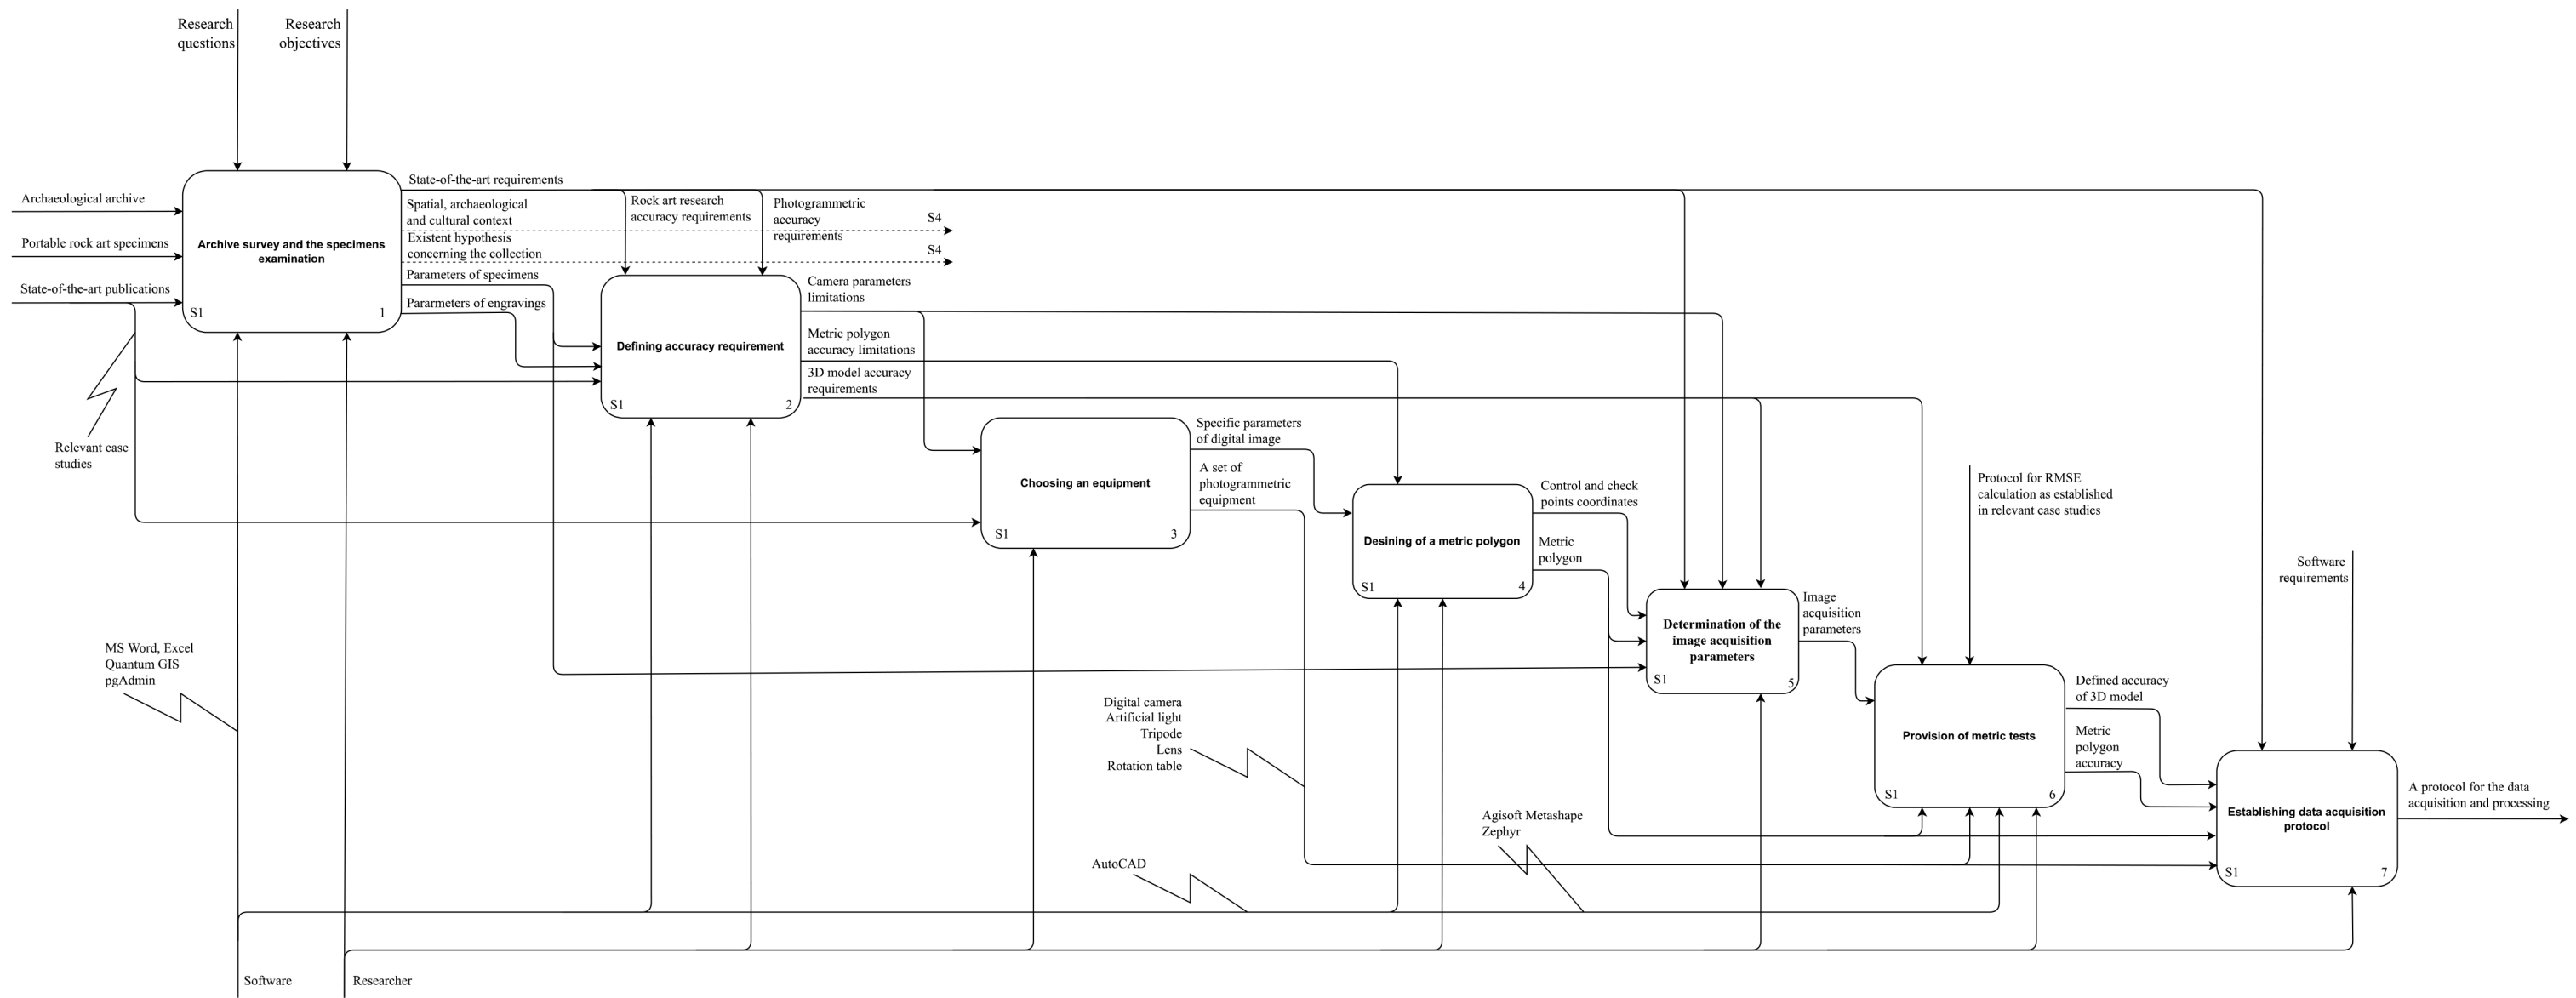 Research
questions
Research
objectives
Archaeological archive
Portable rock art specimens
State-of-the-art publications
Archive survey and the specimens
examination
S1
1
State-of-the-art requirements
Spatial, archaeological
and cultural context
S4
Existent hypothesis
concerning the collection
S4
Parameters of specimens
Pararmeters of engravings
Relevant case
studies
Rock art research
accuracy requirements
Photogrammetric
accuracy
requirements
Defining accuracy requirement
S1
2
Camera parameters
limitations
Metric polygon
accuracy limitations
3D model accuracy
requirements
Choosing an equipment
S1
3
Specific parameters
of digital image
A set of
photogrammetric
equipment
Desining of a metric polygon
S1
4
Control and check
points coordinates
Metric
polygon
Determination of the
image acquisition
parameters
S1
5
Image
acquisition
parameters
Protocol for RMSE
calculation as established
in relevant case studies
Provision of metric tests
S1
6
Defined accuracy
of 3D model
Metric
polygon
accuracy
Software
requirements
Establishing data acquisition
protocol
S1
7
A protocol for the data
acquisition and processing
MS Word, Excel
Quantum GIS
pgAdmin
Digital camera
Artificial light
Tripode
Lens
Rotation table
Agisoft Metashape
Zephyr
AutoCAD
Software
Researcher